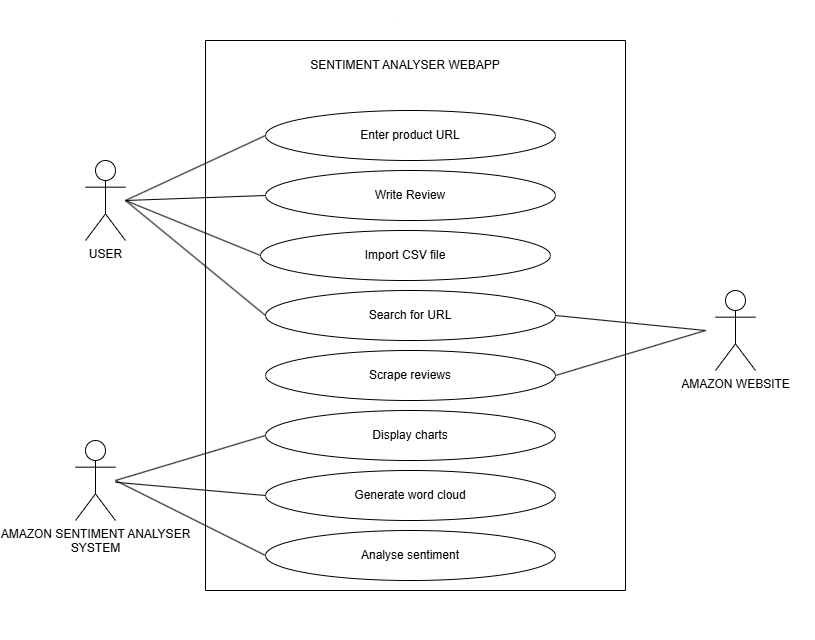 SENTIMENT ANALYSER WEBAPP
Enter product URL
Write Review
USER
Import CSV file
Search for URL
Scrape reviews
AMAZON WEBSITE
Display charts
Generate word cloud
AMAZON SENTIMENT ANALYSER
SYSTEM
Analyse sentiment